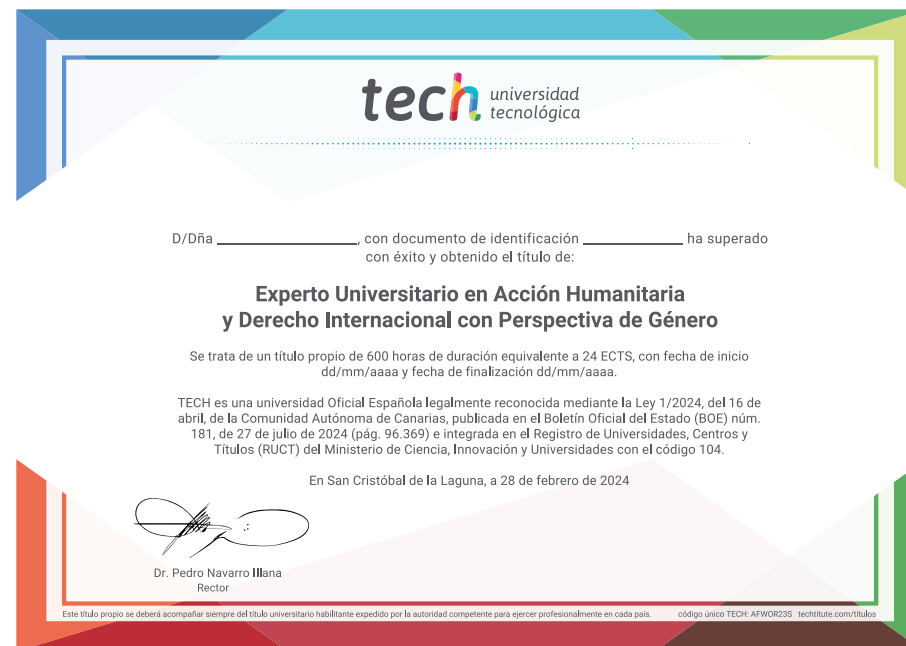 tech universidad
tecnológica
D/Dña ____________________, con documento de identificación ______________ ha superado
con éxito y obtenido el título de:
Experto Universitario en Acción Humanitaria
y Derecho Internacional con Perspectiva de Género
Se trata de un título propio de 600 horas de duración equivalente a 24 ECTS, con fecha de inicio
dd/mm/aaaa y fecha de finalización dd/mm/aaaa.
TECH es una universidad Oficial Española legalmente reconocida mediante la Ley 1/2024, del 16 de
abril, de la Comunidad Autónoma de Canarias, publicada en el Boletín Oficial del Estado (BOE) núm.
181, de 27 de julio de 2024 (pág. 96.369) e integrada en el Registro de Universidades, Centros y
Títulos (RUCT) del Ministerio de Ciencia, Innovación y Universidades con el código 104.
En San Cristóbal de la Laguna, a 28 de febrero de 2024
Dr. Pedro Navarro Illana
Rector
Este título propio se deberá acompañar siempre del título universitario habilitante expedido por la autoridad competente para ejercer profesionalmente en cada país. código único TECH: AFWOR23S techtitute.com/titulos